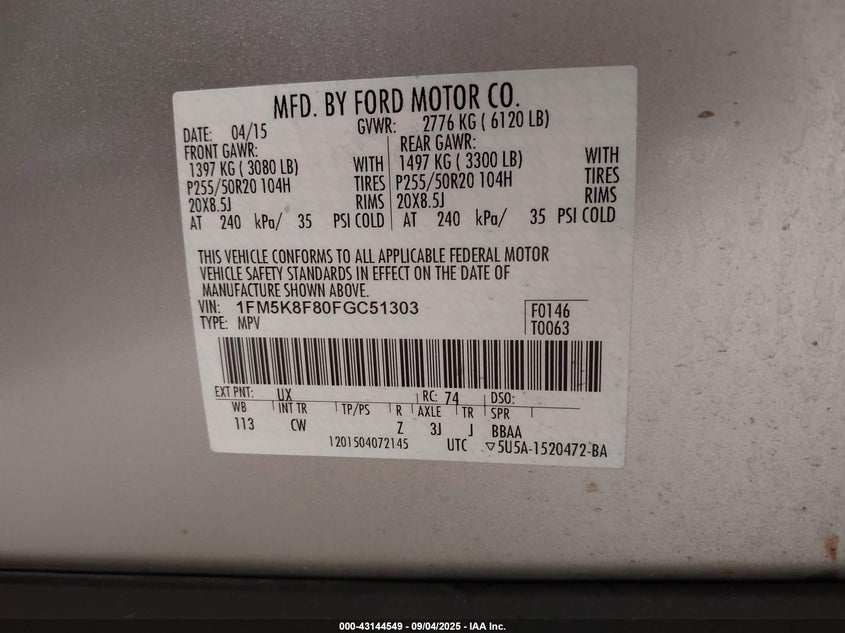 MFD. BY FORD MOTOR CO.
DATE: 04/15 GVWR: 2776 KG ( 6120 LB)
FRONT GAWR: REAR GAWR:
1397 KG ( 3080 LB) WITH 1497 KG ( 3300 LB) WITH
P255/50R20 104H TIRES P255/50R20 104H TIRES
20X8.5J RIMS 20X8.5J RIMS
AT 240 kPa/ 35 PSI COLD AT 240 kPa/ 35 PSI COLD
THIS VEHICLE CONFORMS TO ALL APPLICABLE FEDERAL MOTOR
VEHICLE SAFETY STANDARDS IN EFFECT ON THE DATE OF
MANUFACTURE SHOWN ABOVE.
VIN: 1FM5K8F80FGC51303 F0146
TYPE: MPV T0063
EXT PNT: UX RC: 74 DSO:
WB INT TR TP/PS R AXLE TR SPR
113 CW Z 3J J BBAA
1201504072145 UTC ▽5U5A-1520472-BA
000-43144549 - 09/04/2025 - IAA Inc.